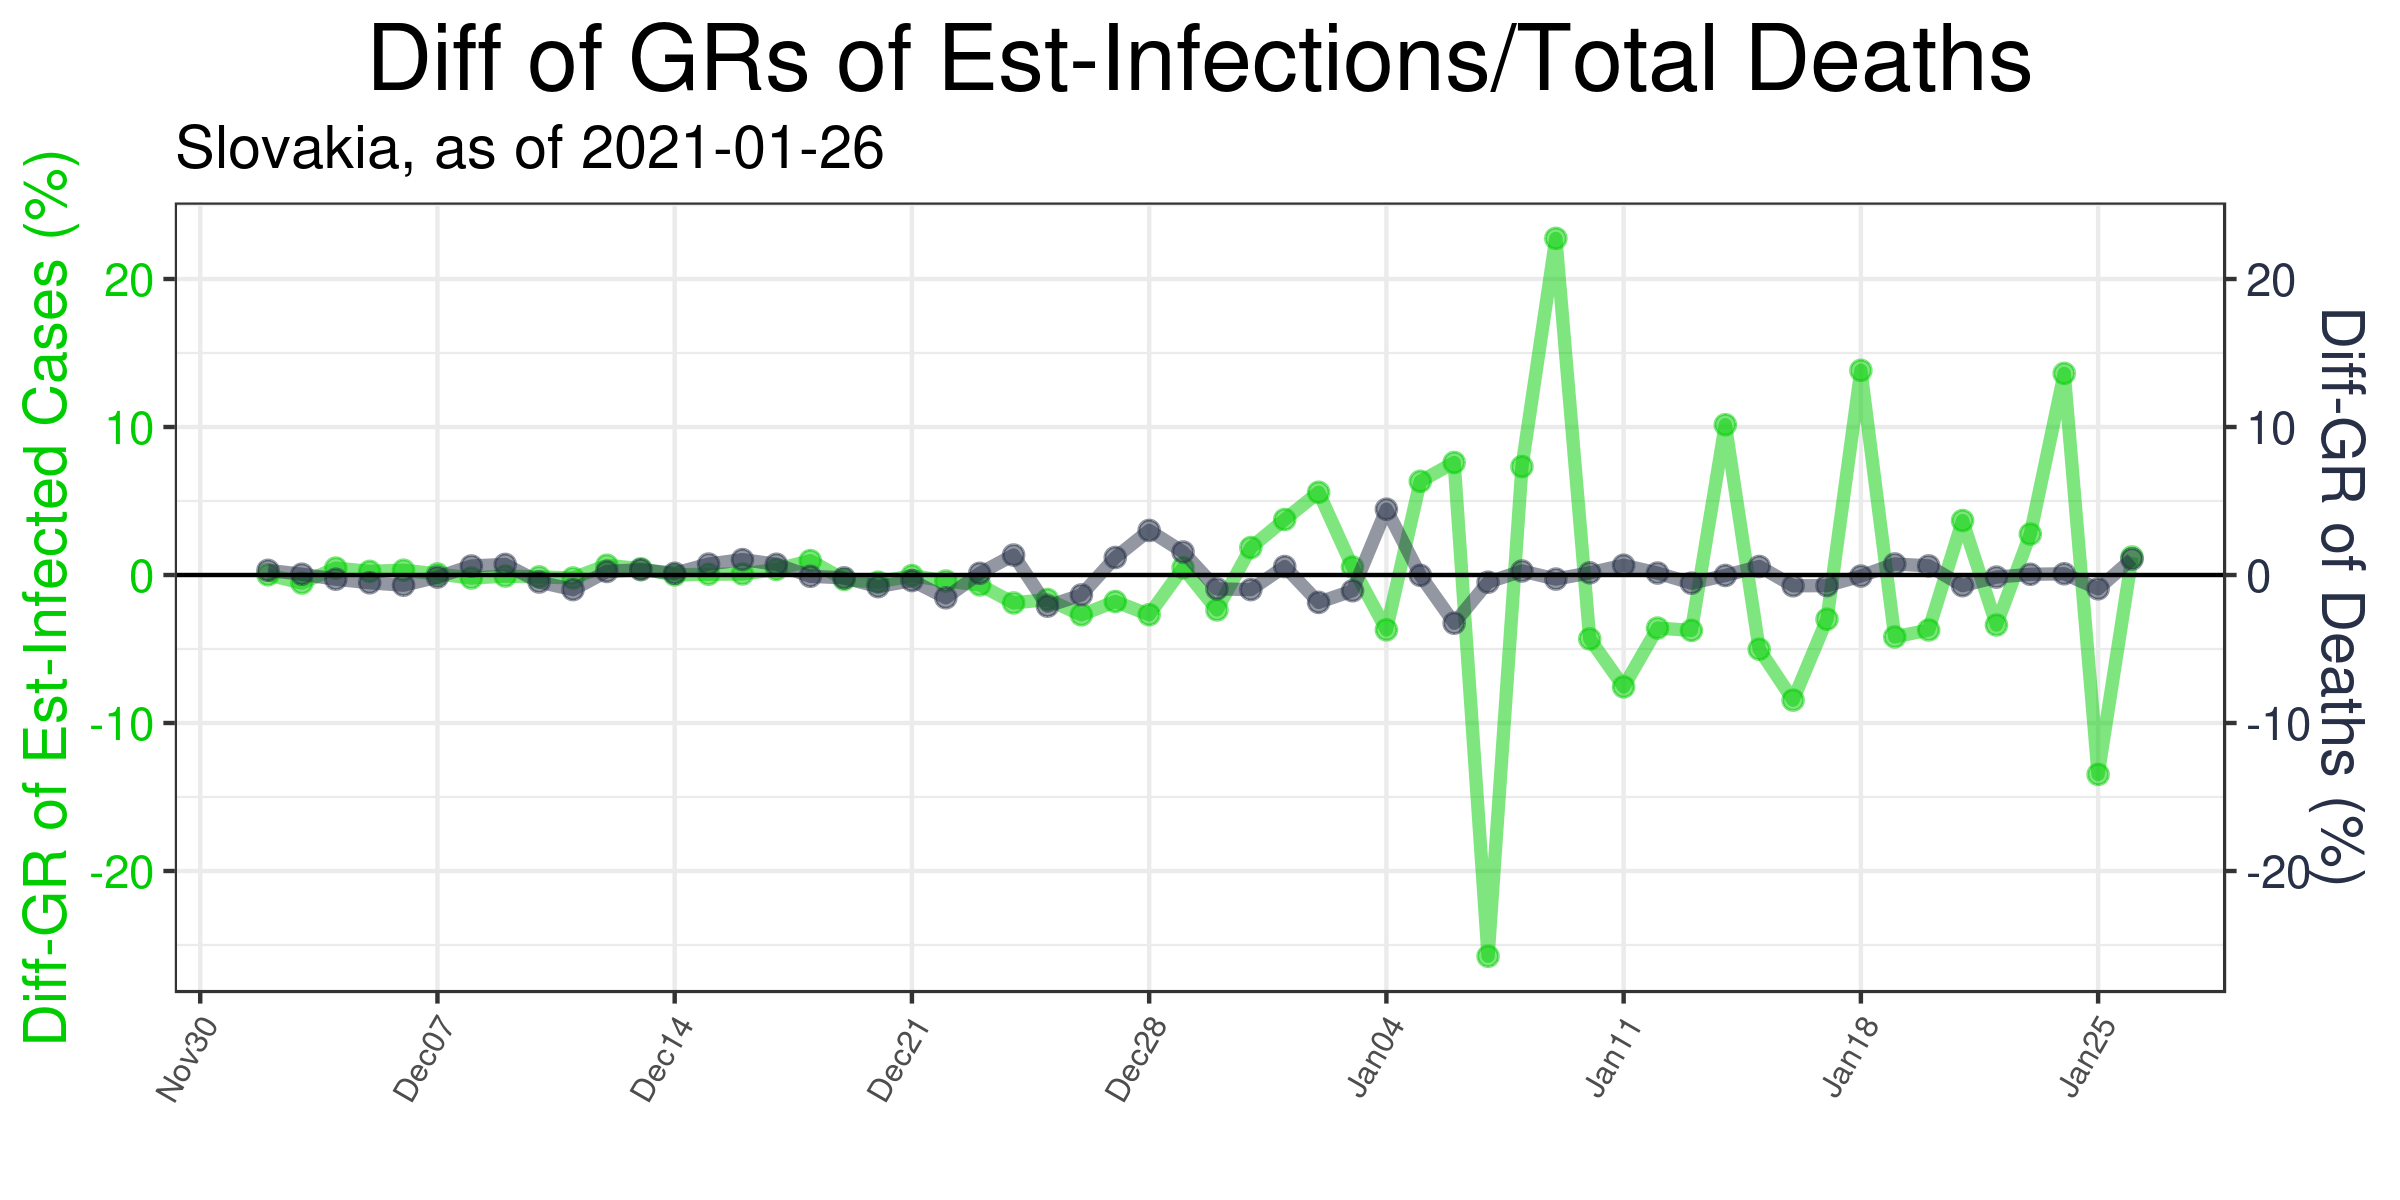 Diff of GRs of Est-Infections/Total Deaths
Slovakia, as of 2021-01-26
Diff-GR of Est-Infected Cases (%)
20
10
0
-10
-20
20
10
0
-10
-20
Diff-GR of Deaths (%)
Nov30
Dec07
Dec14
Dec21
Dec28
Jan04
Jan11
Jan18
Jan25